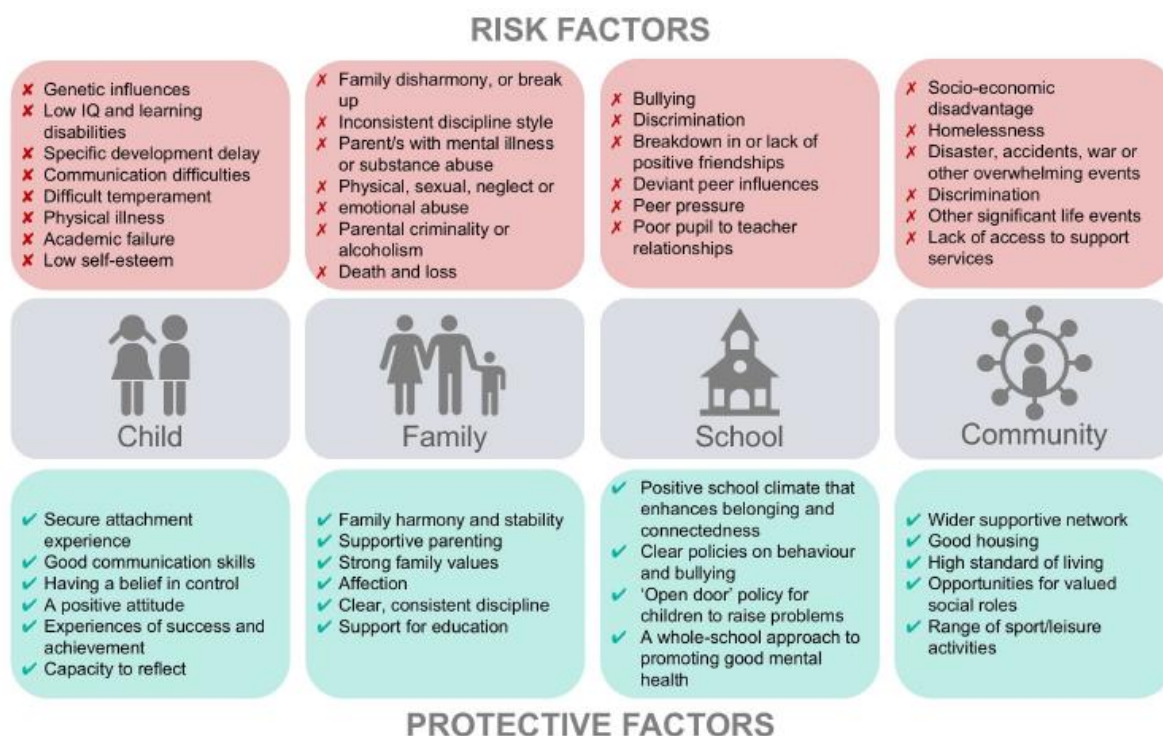 RISK FACTORS
✘ Genetic influences
✘ Low IQ and learning
disabilities
✘ Specific development delay
✘ Communication difficulties
✘ Difficult temperament
✘ Physical illness
✘ Academic failure
✘ Low self-esteem
✗ Family disharmony, or break
up
✗ Inconsistent discipline style
✗ Parent/s with mental illness
or substance abuse
✗ Physical, sexual, neglect or
✗ emotional abuse
✗ Parental criminality or
alcoholism
✗ Death and loss
✗ Bullying
✗ Discrimination
✗ Breakdown in or lack of
positive friendships
✗ Deviant peer influences
✗ Peer pressure
✗ Poor pupil to teacher
relationships
✗ Socio-economic
disadvantage
✗ Homelessness
✗ Disaster, accidents, war or
other overwhelming events
✗ Discrimination
✗ Other significant life events
✗ Lack of access to support
services
Child
Family
School
Community
✔ Secure attachment
experience
✔ Good communication skills
✔ Having a belief in control
✔ A positive attitude
✔ Experiences of success and
achievement
✔ Capacity to reflect
✔ Family harmony and stability
✔ Supportive parenting
✔ Strong family values
✔ Affection
✔ Clear, consistent discipline
✔ Support for education
✔ Positive school climate that
enhances belonging and
connectedness
✔ Clear policies on behaviour
and bullying
✔ ‘Open door’ policy for
children to raise problems
✔ A whole-school approach to
promoting good mental
health
✔ Wider supportive network
✔ Good housing
✔ High standard of living
✔ Opportunities for valued
social roles
✔ Range of sport/leisure
activities
PROTECTIVE FACTORS